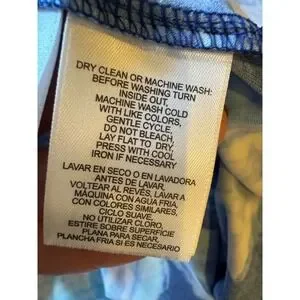 DRY CLEAN OR MACHINE WASH:
BEFORE WASHING TURN
INSIDE OUT.
MACHINE WASH COLD
WITH LIKE COLORS,
GENTLE CYCLE.
DO NOT BLEACH.
LAY FLAT TO DRY.
PRESS WITH COOL
IRON IF NECESSARY
LAVAR EN SECO O EN LAVADORA
ANTES DE LAVAR,
VOLTEAR AL REVÉS, LAVAR A
MÁQUINA CON AGUA FRIA.
CON COLORES SIMILARES,
CICLO SUAVE.
NO UTILIZAR CLORO.
ESTIRE SOBRE SUPERFICIE
PLANA PARA SECAR,
PLANCHA FRIA SI ES NECESARIO